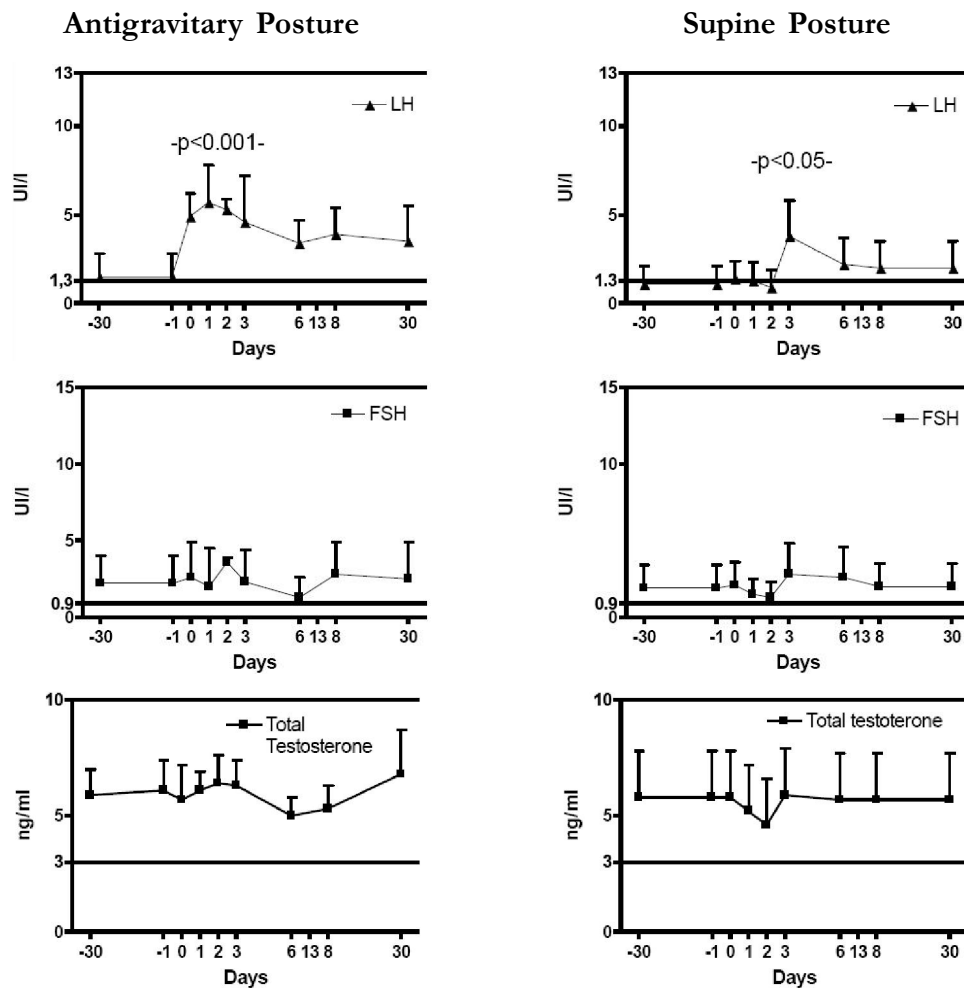 Antigravitary Posture
Supine Posture
13
10
5
1,3
0
UI/l
LH
-p<0.001-
-30 -1 0 1 2 3 6 13 8 30
Days
13
10
5
1.3
0
UI/l
LH
-p<0.05-
-30 -1 0 1 2 3 6 13 8 30
Days
15
10
5
0.9
0
UI/l
FSH
-30 -1 0 1 2 3 6 13 8 30
Days
15
10
0.9
0
UI/l
FSH
-30 -1 0 1 2 3 6 13 8 30
Days
10
5
3
0
ng/ml
Total
Testosterone
-30 -1 0 1 2 3 6 13 8 30
Days
10
5
3
0
ng/ml
Total testoterone
-30 -1 0 1 2 3 6 13 8 30
Days